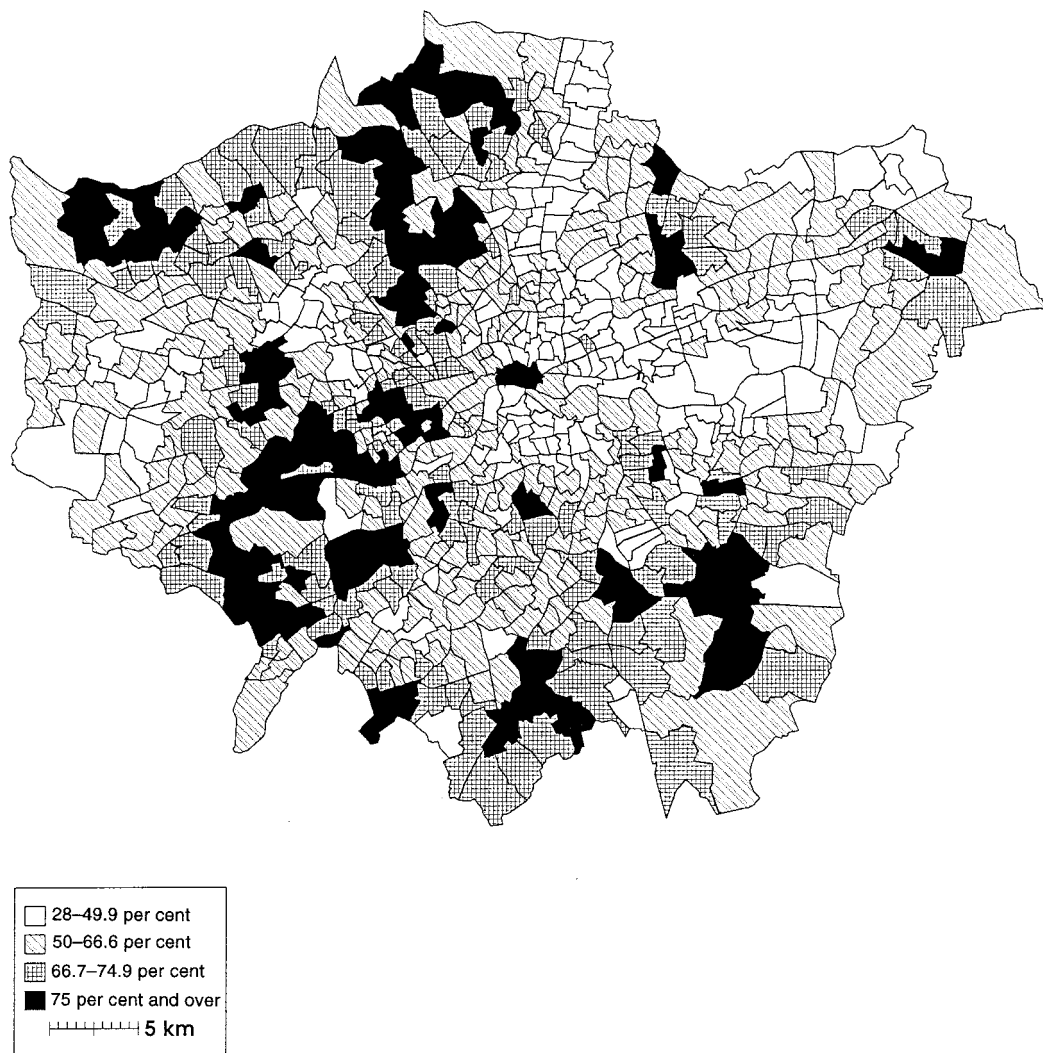 28–49.9 per cent
50–66.6 per cent
66.7–74.9 per cent
75 per cent and over
5 km